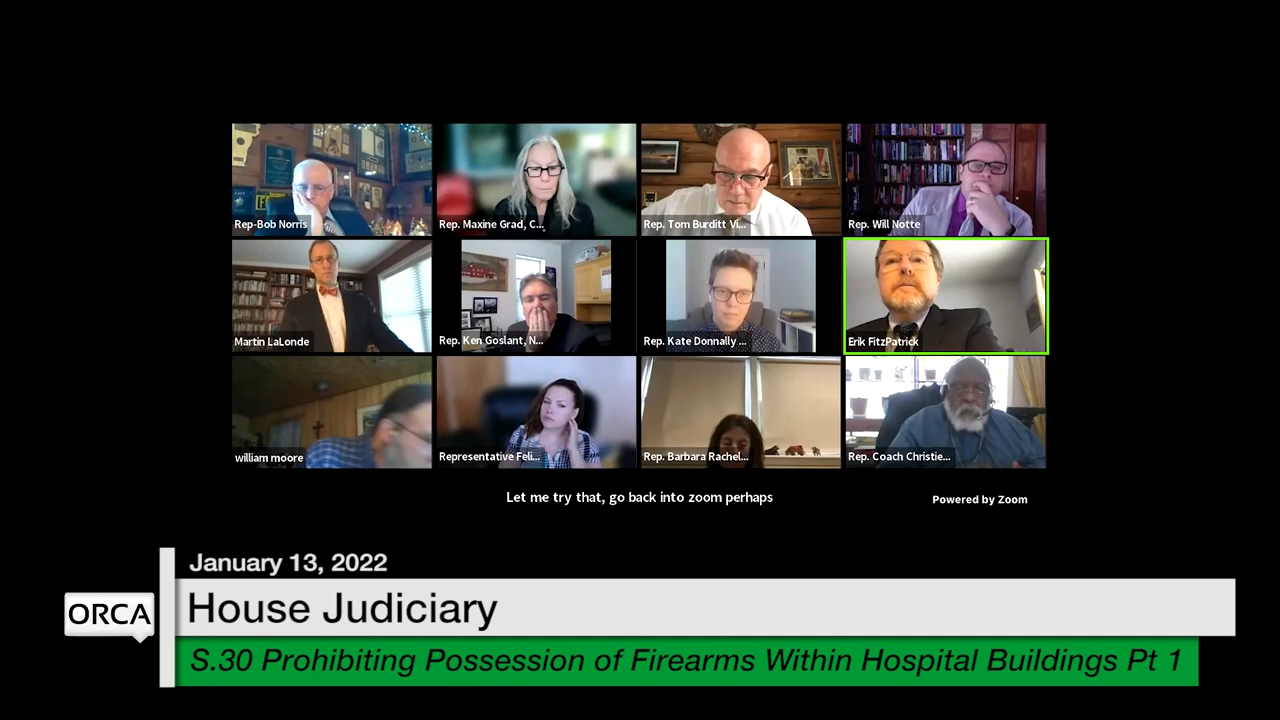 Rep-Bob Norris
Rep. Maxine Grad, C...
Rep. Tom Burditt Vi...
Rep. Will Notte
Martin LaLonde
Rep. Ken Goslant, N...
Rep. Kate Donnally ...
Erik FitzPatrick
william moore
Representative Feli...
Rep. Barbara Rachel...
Rep. Coach Christie...
Let me try that, go back into zoom perhaps
Powered by Zoom
January 13, 2022
ORCA
House Judiciary
S.30 Prohibiting Possession of Firearms Within Hospital Buildings Pt 1